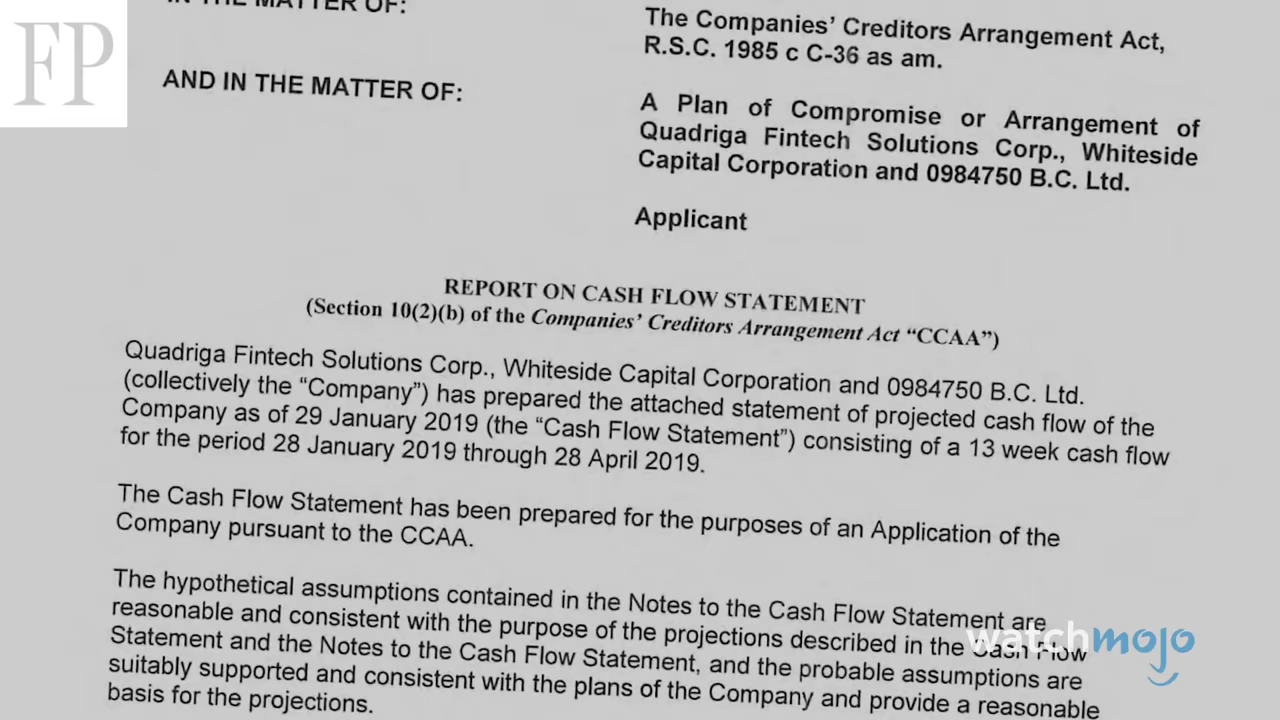 FP
IN THE MATTER OF:
The Companies' Creditors Arrangement Act,
R.S.C. 1985 c C-36 as am.
AND IN THE MATTER OF:
A Plan of Compromise or Arrangement of
Quadriga Fintech Solutions Corp., Whiteside
Capital Corporation and 0984750 B.C. Ltd.
Applicant
REPORT ON CASH FLOW STATEMENT
(Section 10(2)(b) of the Companies' Creditors Arrangement Act “CCAA”)
Quadriga Fintech Solutions Corp., Whiteside Capital Corporation and 0984750 B.C. Ltd.
(collectively the “Company”) has prepared the attached statement of projected cash flow of the
Company as of 29 January 2019 (the “Cash Flow Statement”) consisting of a 13 week cash flow
for the period 28 January 2019 through 28 April 2019.
The Cash Flow Statement has been prepared for the purposes of an Application of the
Company pursuant to the CCAA.
The hypothetical assumptions contained in the Notes to the Cash Flow Statement are
reasonable and consistent with the purpose of the projections described in the Cash Flow
Statement and the Notes to the Cash Flow Statement, and the probable assumptions are
suitably supported and consistent with the plans of the Company and provide a reasonable
basis for the projections.
watchmojo